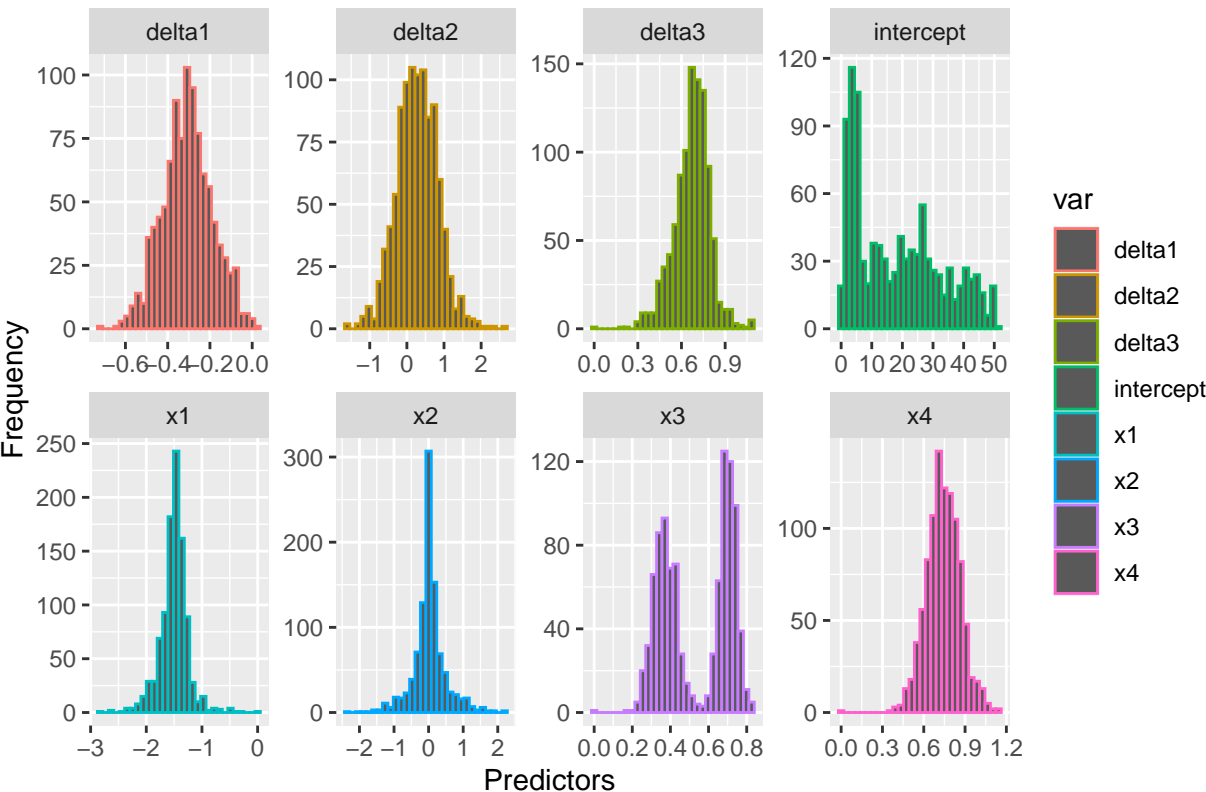 delta1 delta2 delta3 intercept
100
75
50
25
0
−0.6 −0.4 −0.2 0.0
100
75
50
25
0
−1 0 1 2
150
100
50
0
0.0 0.3 0.6 0.9
120
90
60
30
0
0 10 20 30 40 50
x1 x2 x3 x4
250
200
150
100
50
0
−3 −2 −1 0
300
200
100
0
−2 −1 0 1 2
120
80
40
0
0.0 0.2 0.4 0.6 0.8
100
50
0
0.0 0.3 0.6 0.9 1.2
Frequency
Predictors
var
delta1
delta2
delta3
intercept
x1
x2
x3
x4